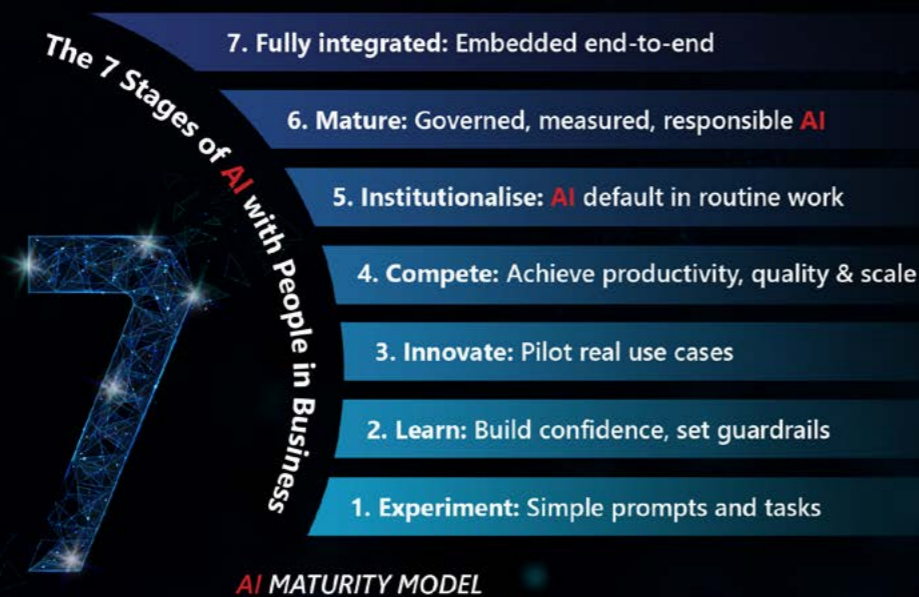 The 7 Stages of AI with People in Business
7. Fully integrated: Embedded end-to-end
6. Mature: Governed, measured, responsible AI
5. Institutionalise: AI default in routine work
4. Compete: Achieve productivity, quality & scale
3. Innovate: Pilot real use cases
2. Learn: Build confidence, set guardrails
1. Experiment: Simple prompts and tasks
7
AI MATURITY MODEL